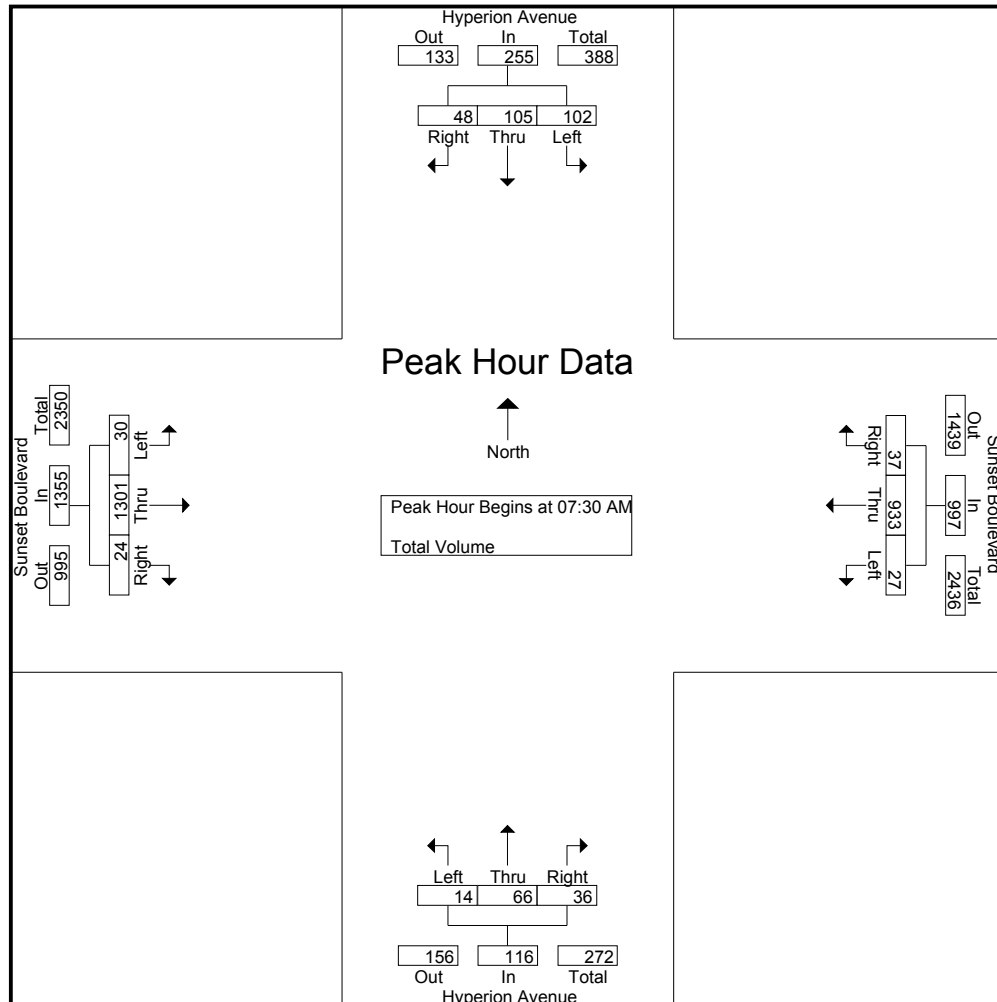 Hyperion Avenue
Out In Total
133 255 388
48 105 102
Right Thru Left
Peak Hour Data
North
Peak Hour Begins at 07:30 AM
Total Volume
Sunset Boulevard
Out In Total
995 1355 2350
30 1301 24
Left Thru Right
Sunset Boulevard
Out In Total
1439 997 2436
37 933 27
Right Thru Left
Left Thru Right
14 66 36
156 116 272
Out In Total
Hyperion Avenue